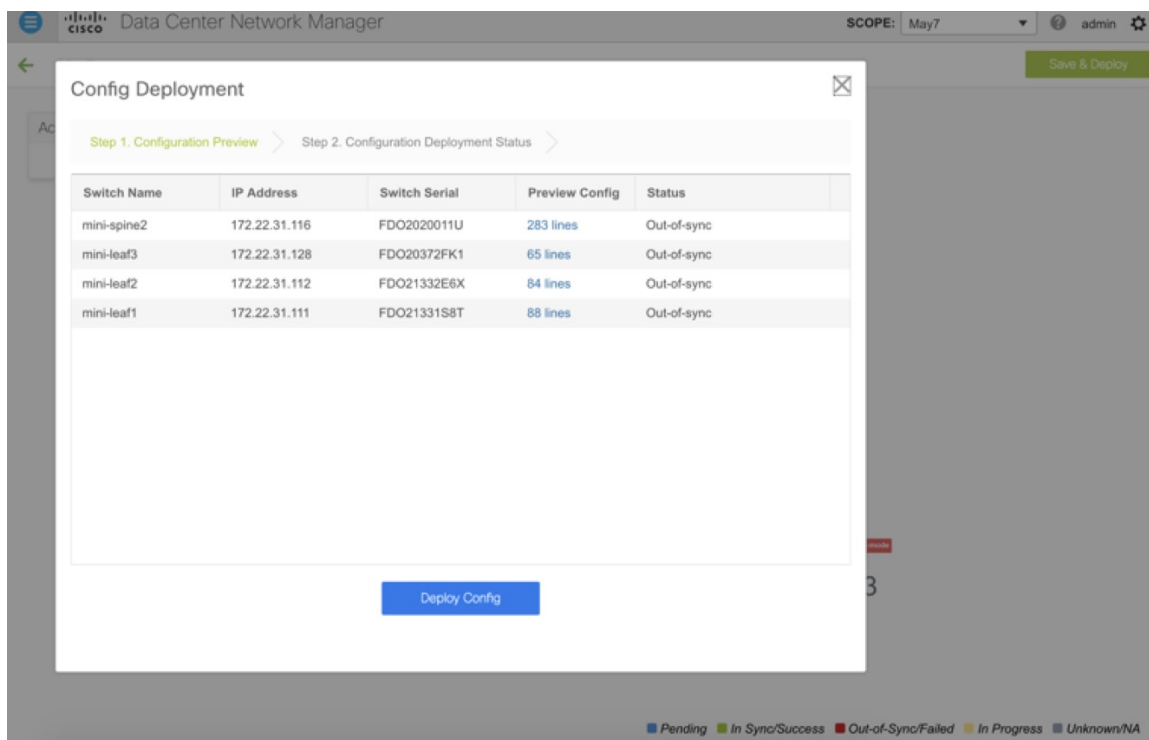 CISCO Data Center Network Manager SCOPE: May7 admin
Save & Deploy
Config Deployment
Ac
Step 1. Configuration Preview Step 2. Configuration Deployment Status
Switch Name IP Address Switch Serial Preview Config Status
mini-spine2 172.22.31.116 FDO2020011U 283 lines Out-of-sync
mini-leaf3 172.22.31.128 FDO20372FK1 65 lines Out-of-sync
mini-leaf2 172.22.31.112 FDO21332E6X 84 lines Out-of-sync
mini-leaf1 172.22.31.111 FDO21331S8T 88 lines Out-of-sync
mode
3
Deploy Config
Pending In Sync/Success Out-of-Sync/Failed In Progress Unknown/NA